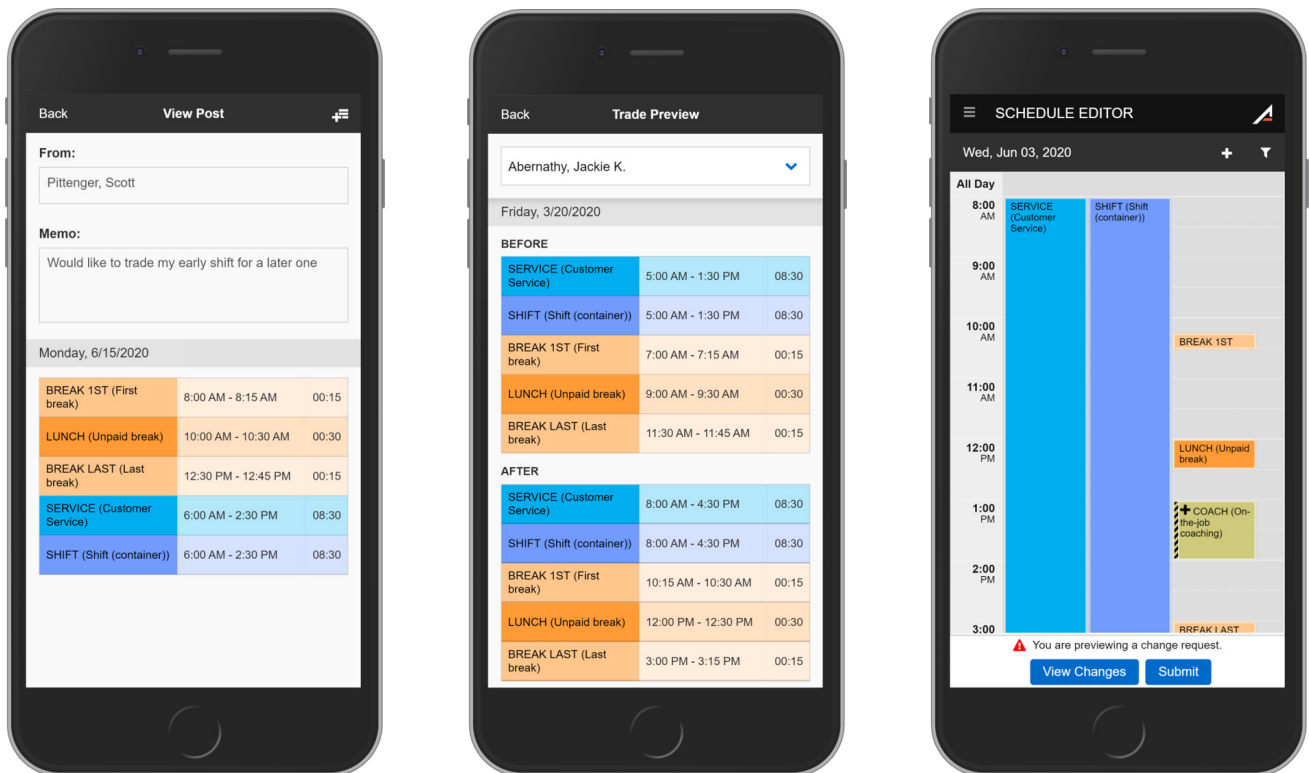 Back View Post
From:
Pittenger, Scott
Memo:
Would like to trade my early shift for a later one
Monday, 6/15/2020
BREAK 1ST (First
break)
8:00 AM - 8:15 AM 00:15
LUNCH (Unpaid break) 10:00 AM - 10:30 AM 00:30
BREAK LAST (Last
break)
12:30 PM - 12:45 PM 00:15
SERVICE (Customer
Service)
6:00 AM - 2:30 PM 08:30
SHIFT (Shift (container)) 6:00 AM - 2:30 PM 08:30
Back Trade Preview
Abernathy, Jackie K.
Friday, 3/20/2020
BEFORE
SERVICE (Customer
Service)
5:00 AM - 1:30 PM 08:30
SHIFT (Shift (container)) 5:00 AM - 1:30 PM 08:30
BREAK 1ST (First
break)
7:00 AM - 7:15 AM 00:15
LUNCH (Unpaid break) 9:00 AM - 9:30 AM 00:30
BREAK LAST (Last
break)
11:30 AM - 11:45 AM 00:15
AFTER
SERVICE (Customer
Service)
8:00 AM - 4:30 PM 08:30
SHIFT (Shift (container)) 8:00 AM - 4:30 PM 08:30
BREAK 1ST (First
break)
10:15 AM - 10:30 AM 00:15
LUNCH (Unpaid break) 12:00 PM - 12:30 PM 00:30
BREAK LAST (Last
break)
3:00 PM - 3:15 PM 00:15
SCHEDULE EDITOR
Wed, Jun 03, 2020
All Day
8:00
AM
SERVICE
(Customer
Service)
SHIFT (Shift
(container))
9:00
AM
10:00
AM
BREAK 1ST
11:00
AM
12:00
PM
LUNCH (Unpaid
break)
1:00
PM
COACH (On-
the-job
coaching)
2:00
PM
3:00
BREAK LAST
You are previewing a change request.
View Changes Submit